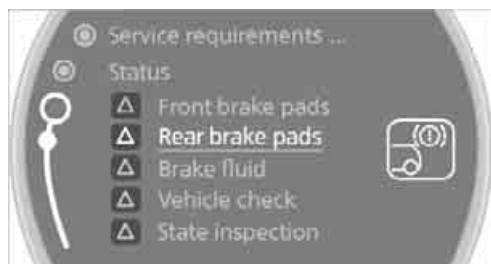 Service requirements ...
Status
Front brake pads
Rear brake pads
Brake fluid
Vehicle check
State inspection